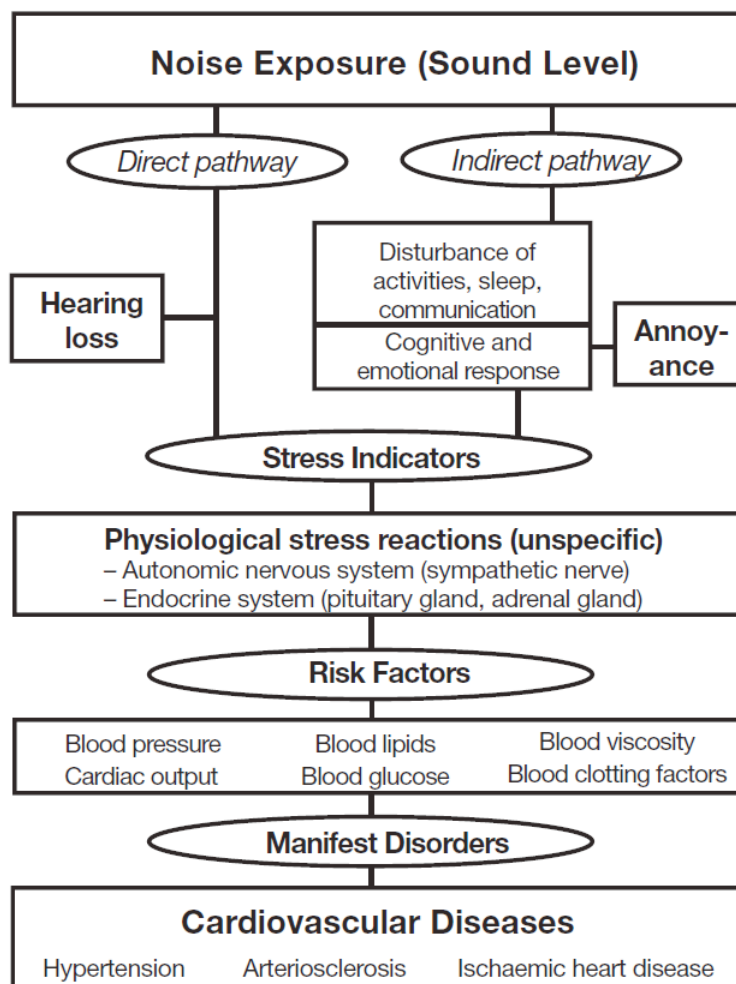 Noise Exposure (Sound Level)
Direct pathway
Indirect pathway
Disturbance of
activities, sleep,
communication
Hearing
loss
Cognitive and
emotional response
Annoy-
ance
Stress Indicators
Physiological stress reactions (unspecific)
– Autonomic nervous system (sympathetic nerve)
– Endocrine system (pituitary gland, adrenal gland)
Risk Factors
Blood pressure Blood lipids Blood viscosity
Cardiac output Blood glucose Blood clotting factors
Manifest Disorders
Cardiovascular Diseases
Hypertension Arteriosclerosis Ischaemic heart disease